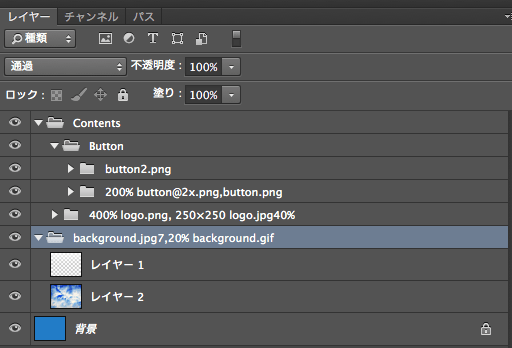 レイヤー チャンネル パス
種類 T
通過 不透明度: 100%
ロック: 塗り: 100%
Contents
Button
button2.png
200% button@2x.png,button.png
400% logo.png, 250×250 logo.jpg40%
background.jpg7,20% background.gif
レイヤー 1
レイヤー 2
背景